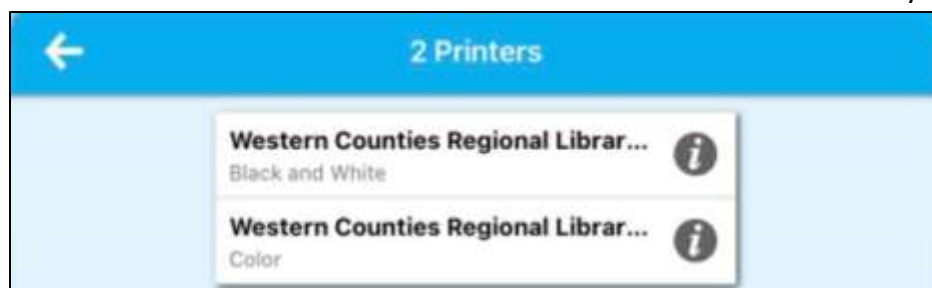 2 Printers
Western Counties Regional Librar...
Black and White
Western Counties Regional Librar...
Color